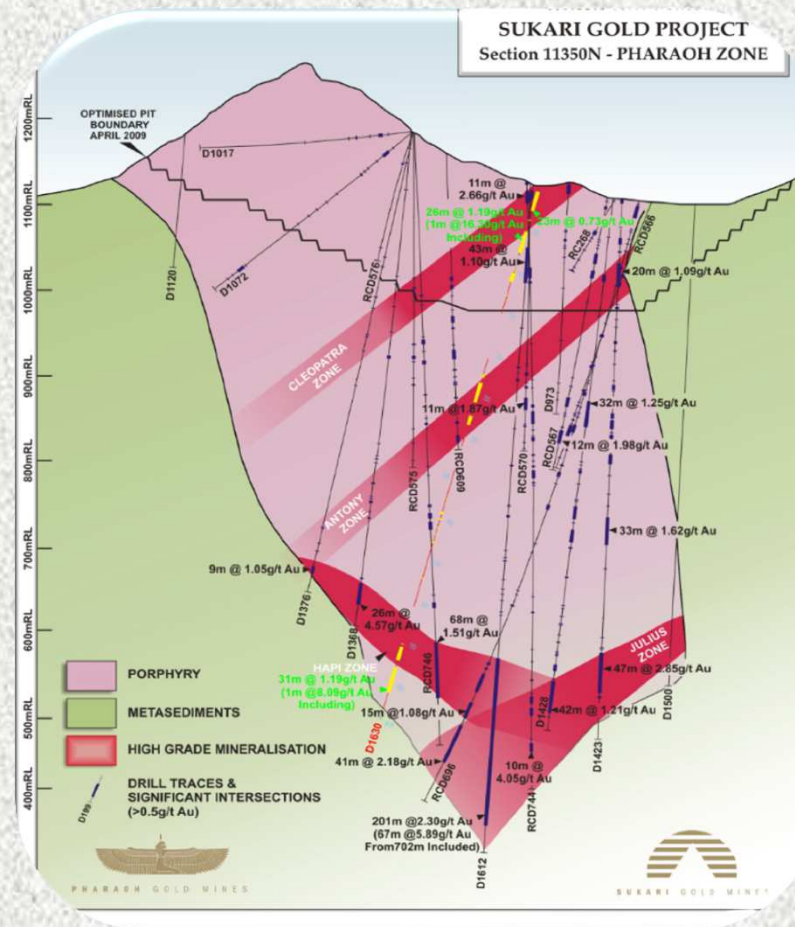 SUKARI GOLD PROJECT
Section 11350N - PHARAOH ZONE
OPTIMISED PIT
BOUNDARY
APRIL 2009
1200mRL
1100mRL
1000mRL
900mRL
800mRL
700mRL
600mRL
500mRL
400mRL
D1017
D1072
D1120
RCD576
11m @
2.66g/t Au
26m @ 1.19g/t Au
(1m @16.30g/t Au
Including)
23m @ 0.73g/t Au
43m @
1.10g/t Au
RC268
RCD566
20m @ 1.09g/t Au
CLEOPATRA
ZONE
11m @1.87g/t Au
D973
32m @ 1.25g/t Au
RCD567
12m @ 1.98g/t Au
RCD570
RCD609
RCD575
ANTONY
ZONE
33m @ 1.62g/t Au
9m @ 1.05g/t Au
D1376
26m @
4.57g/t Au
D1368
68m @
1.51g/t Au
JULIUS
ZONE
HAPI ZONE
RCD746
31m @ 1.19g/t Au
(1m @8.09g/t Au
Including)
47m @ 2.85g/t Au
D1500
15m @1.08g/t Au
D1428
42m @ 1.21g/t Au
D1630
D1423
41m @ 2.18g/t Au
RCD696
10m @
4.05g/t Au
RCD744
201m @2.30g/t Au
(67m @5.89g/t Au
From702m Included)
D1612
PORPHYRY
METASEDIMENTS
HIGH GRADE MINERALISATION
D199
DRILL TRACES &
SIGNIFICANT INTERSECTIONS
(>0.5g/t Au)
PHARAOH GOLD MINES
SUKARI GOLD MINES